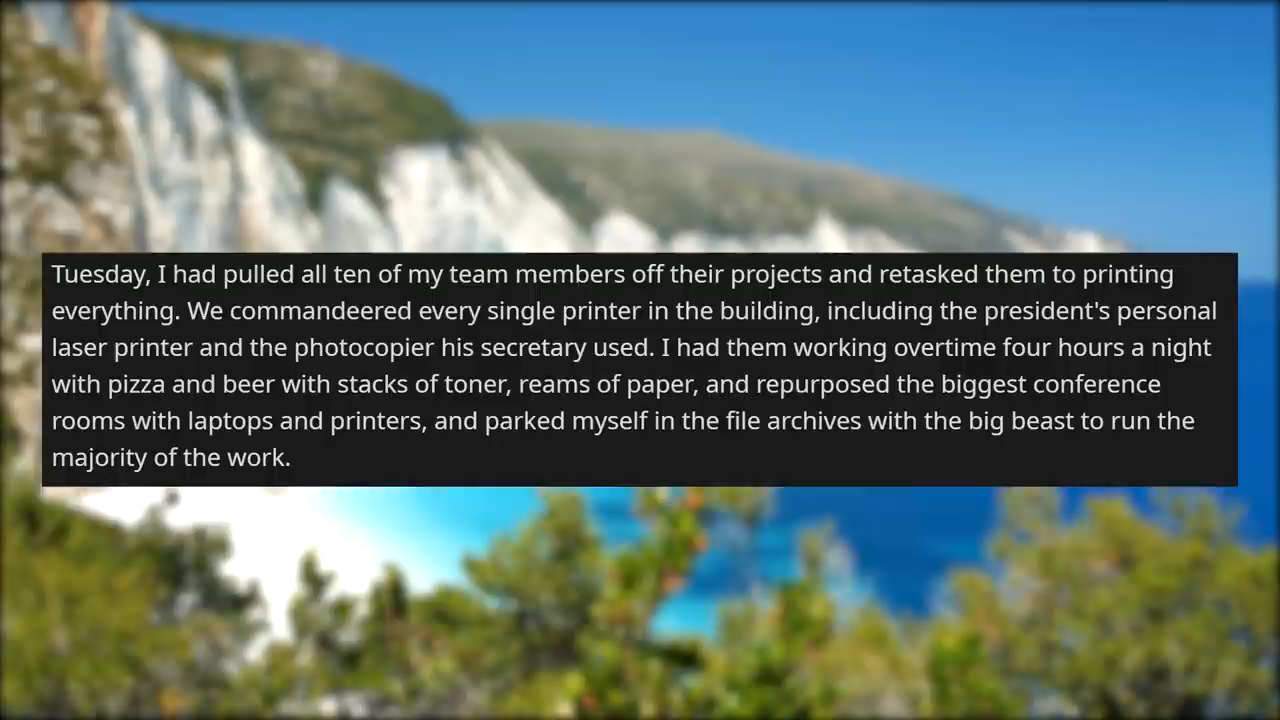 Tuesday, I had pulled all ten of my team members off their projects and retasked them to printing
everything. We commandeered every single printer in the building, including the president's personal
laser printer and the photocopier his secretary used. I had them working overtime four hours a night
with pizza and beer with stacks of toner, reams of paper, and repurposed the biggest conference
rooms with laptops and printers, and parked myself in the file archives with the big beast to run the
majority of the work.